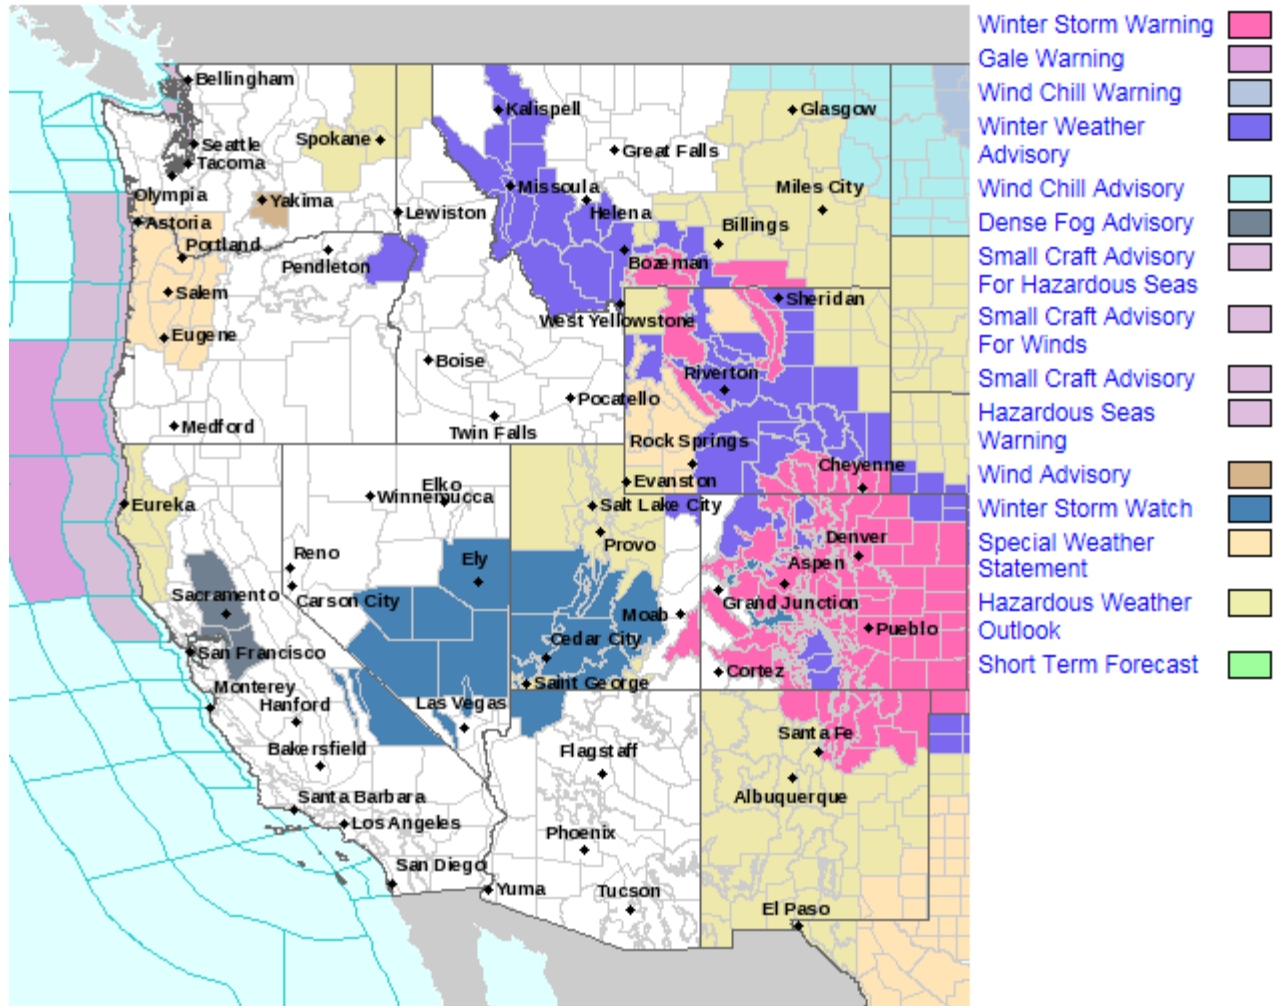 Bellingham
Seattle
Tacoma
Olympia
Astoria
Portland
Salem
Eugene
Medford
Spokane
Yakima
Lewiston
Pendleton
Kalispell
Great Falls
Missoula
Helena
Bozeman
Glasgow
Miles City
Billings
Sheridan
West Yellowstone
Boise
Pocatello
Twin Falls
Riverton
Rock Springs
Cheyenne
Evanston
Eureka
Elko
Winnemucca
Reno
Carson City
Ely
Salt Lake City
Provo
Moab
Cedar City
Saint George
Denver
Aspen
Grand Junction
Pueblo
Cortez
Sacramento
San Francisco
Monterey
Hanford
Bakersfield
Las Vegas
Santa Barbara
Los Angeles
San Diego
Flagstaff
Phoenix
Yuma
Tucson
Santa Fe
Albuquerque
El Paso
Winter Storm Warning
Gale Warning
Wind Chill Warning
Winter Weather
Advisory
Wind Chill Advisory
Dense Fog Advisory
Small Craft Advisory
For Hazardous Seas
Small Craft Advisory
For Winds
Small Craft Advisory
Hazardous Seas
Warning
Wind Advisory
Winter Storm Watch
Special Weather
Statement
Hazardous Weather
Outlook
Short Term Forecast